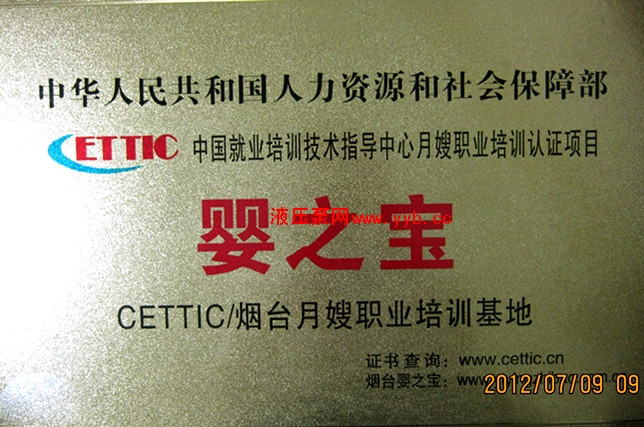 中华人民共和国人力资源和社会保障部
CETTIC 中国就业培训技术指导中心月嫂职业培训认证项目
婴之宝
液压泵网www.yyb.cc
CETTIC/烟台月嫂职业培训基地
证书查询：www.cettic.cn
烟台婴之宝：www.
2012/07/09 09